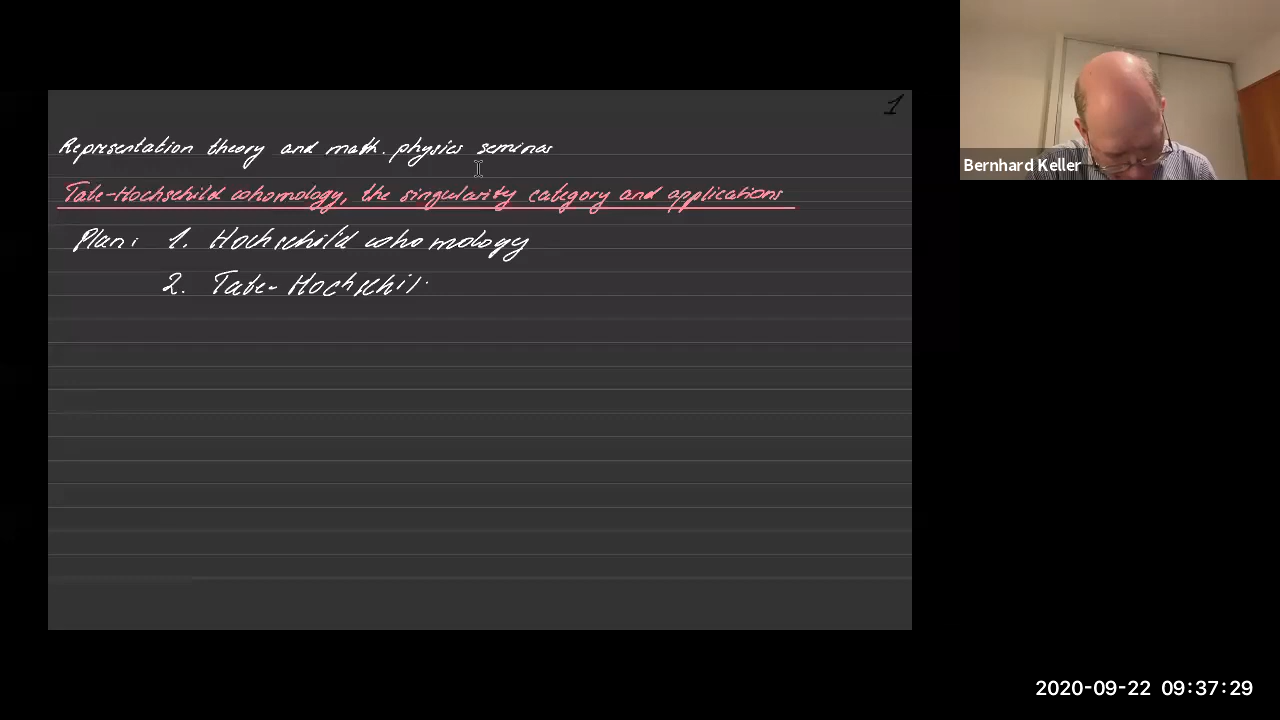 1
Representation theory and math. physics seminar
Tate-Hochschild cohomology, the singularity category and applications
Plan: 1. Hochschild cohomology
2. Tate-Hochschil
Bernhard Keller
2020-09-22 09:37:29